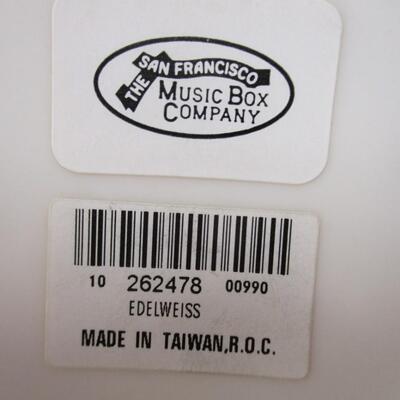 THE SAN FRANCISCO
MUSIC BOX
COMPANY
10 262478 00990
EDELWEISS
MADE IN TAIWAN,R.O.C.